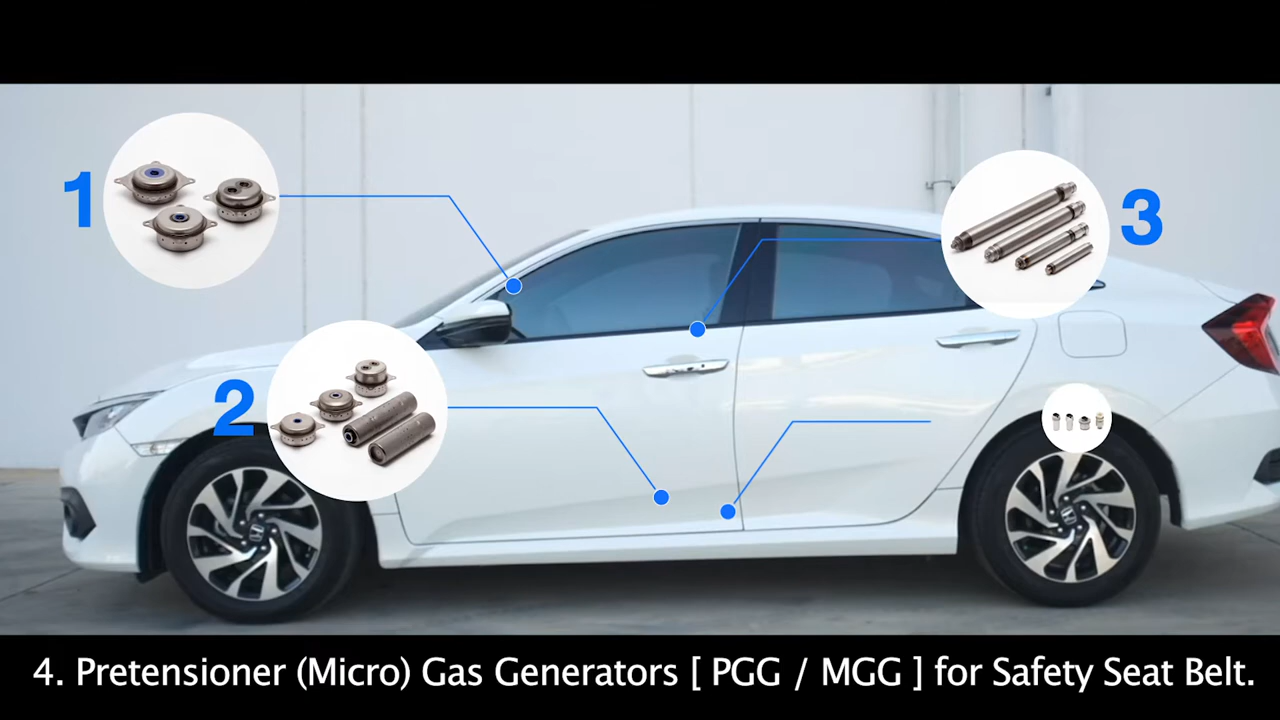 1
3
2
4. Pretensioner (Micro) Gas Generators [ PGG / MGG ] for Safety Seat Belt.